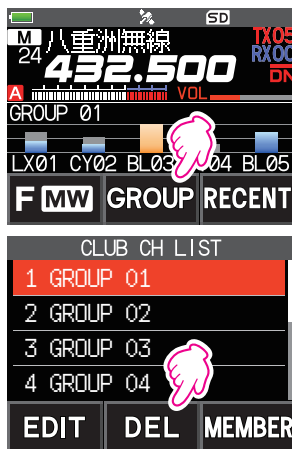 SD
M 八重洲無線 TX05
24 432.500 RX00
DN
A VOL
GROUP 01
LX01 CY02 BL03 04 BL05
F MW GROUP RECENT
CLUB CH LIST
1 GROUP 01
2 GROUP 02
3 GROUP 03
4 GROUP 04
EDIT DEL MEMBER